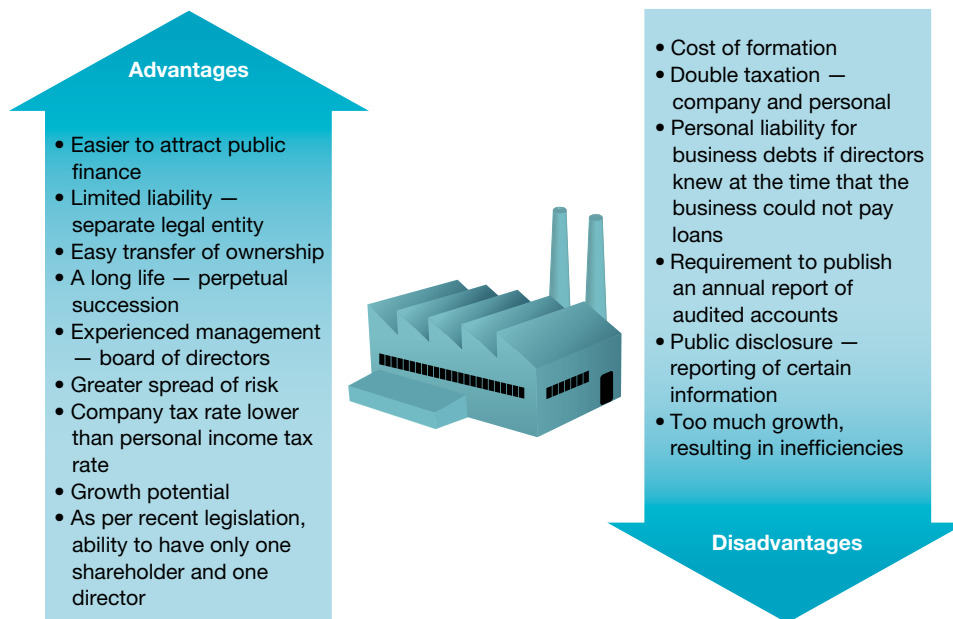 Advantages
• Easier to attract public
finance
• Limited liability —
separate legal entity
• Easy transfer of ownership
• A long life — perpetual
succession
• Experienced management
— board of directors
• Greater spread of risk
• Company tax rate lower
than personal income tax
rate
• Growth potential
• As per recent legislation,
ability to have only one
shareholder and one
director
• Cost of formation
• Double taxation —
company and personal
• Personal liability for
business debts if directors
knew at the time that the
business could not pay
loans
• Requirement to publish
an annual report of
audited accounts
• Public disclosure —
reporting of certain
information
• Too much growth,
resulting in inefficiencies
Disadvantages